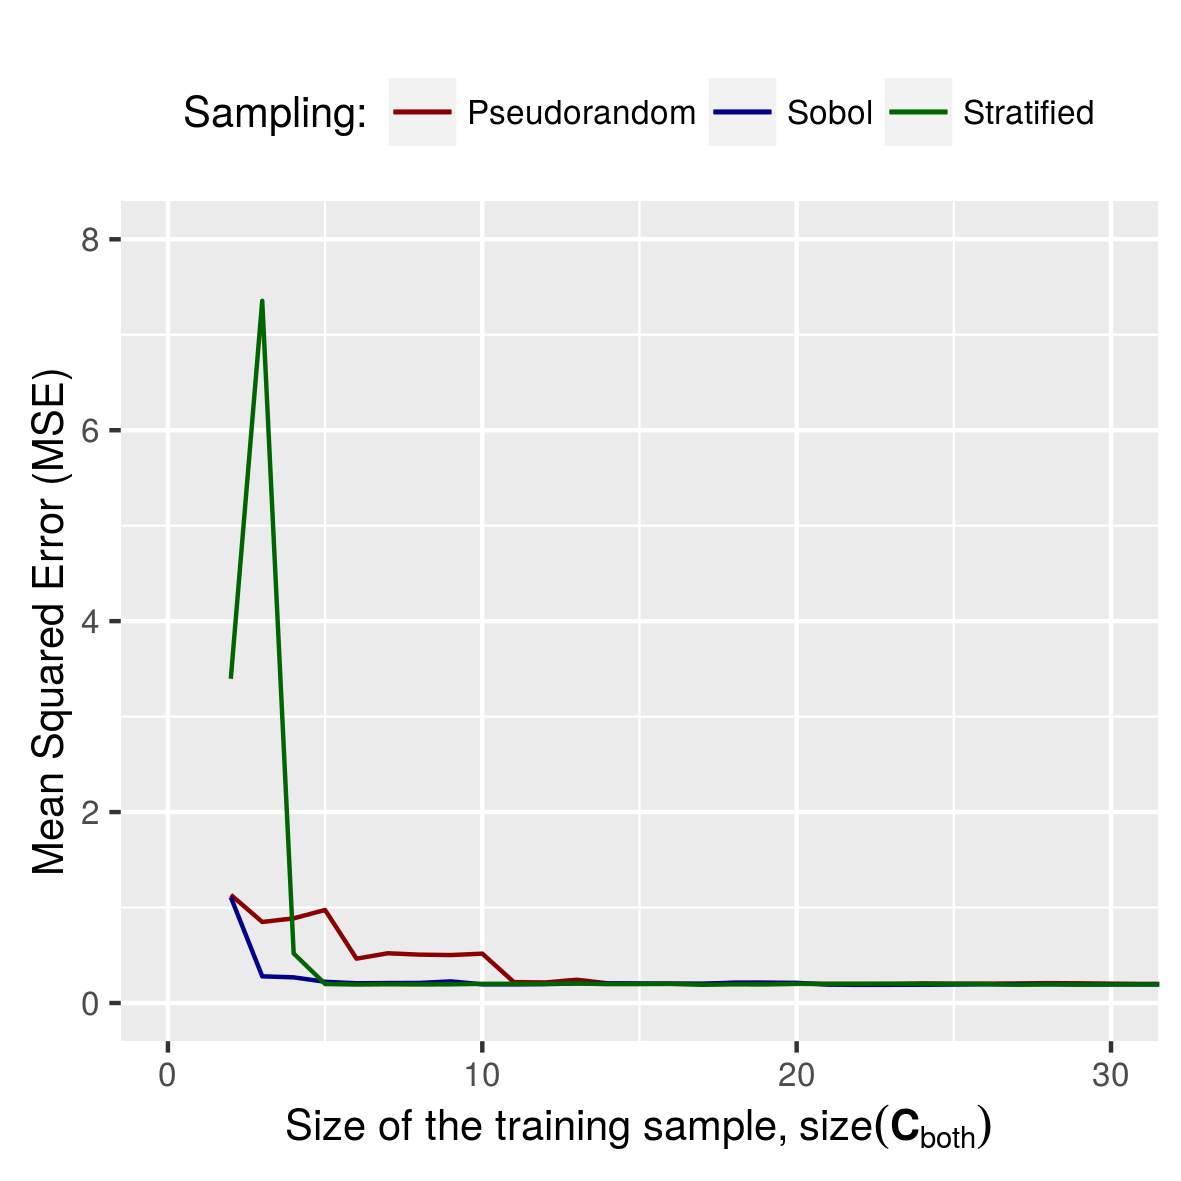 Sampling: Pseudorandom Sobol Stratified
8
6
4
2
0
Mean Squared Error (MSE)
0 10 20 30
Size of the training sample, size(C_both)